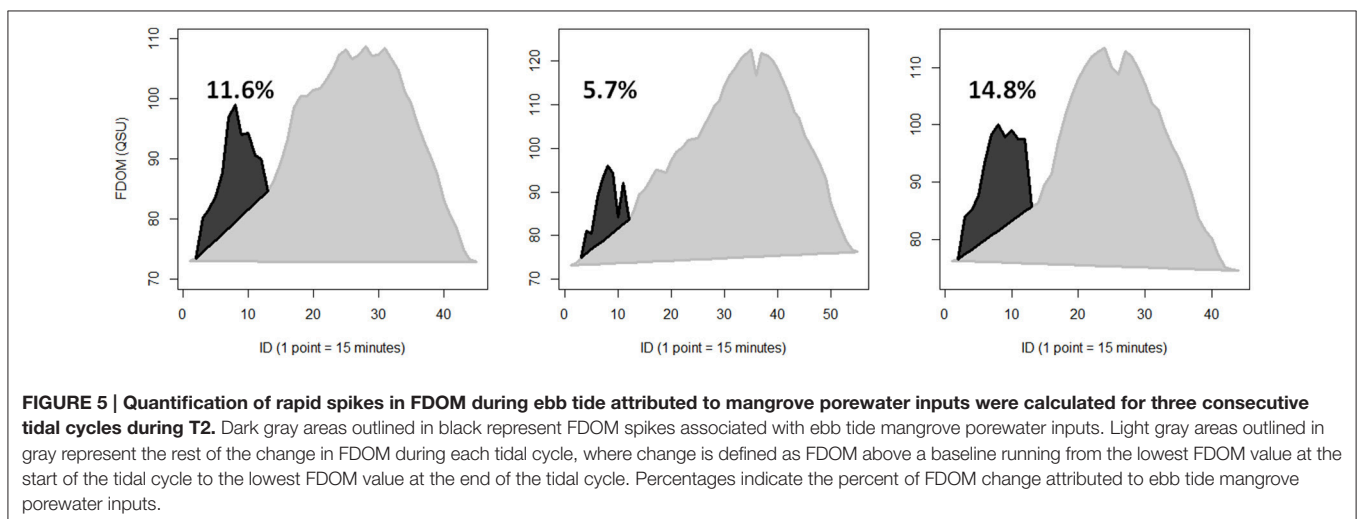 11.6%
5.7%
14.8%
FDOM (QSU)
70 80 90 100 110
70 80 90 100 110 120
80 90 100 110
0 10 20 30 40
0 10 20 30 40 50
0 10 20 30 40
ID (1 point = 15 minutes)
ID (1 point = 15 minutes)
ID (1 point = 15 minutes)
FIGURE 5 | Quantification of rapid spikes in FDOM during ebb tide attributed to mangrove porewater inputs were calculated for three consecutive
tidal cycles during T2. Dark gray areas outlined in black represent FDOM spikes associated with ebb tide mangrove porewater inputs. Light gray areas outlined in
gray represent the rest of the change in FDOM during each tidal cycle, where change is defined as FDOM above a baseline running from the lowest FDOM value at the
start of the tidal cycle to the lowest FDOM value at the end of the tidal cycle. Percentages indicate the percent of FDOM change attributed to ebb tide mangrove
porewater inputs.